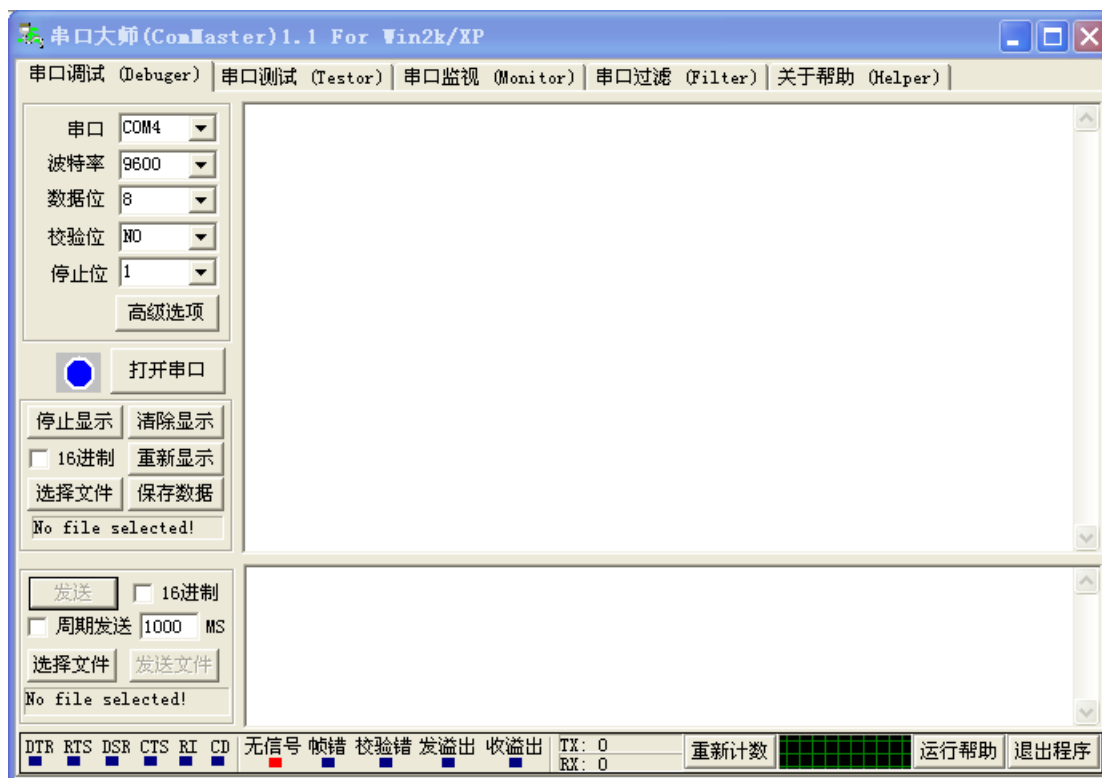 串口大师(ComMaster)1.1 For Win2k/XP
串口调试 (Debuger) 串口测试 (Testor) 串口监视 (Monitor) 串口过滤 (Filter) 关于帮助 (Helper)
串口 COM4
波特率 9600
数据位 8
校验位 NO
停止位 1
高级选项
打开串口
停止显示 清除显示
16进制 重新显示
选择文件 保存数据
No file selected!
发送 16进制
周期发送 1000 MS
选择文件 发送文件
No file selected!
DTR RTS DSR CTS RI CD 无信号 帧错 校验错 发溢出 收溢出 TX: 0 重新计数 运行帮助 退出程序
RX: 0